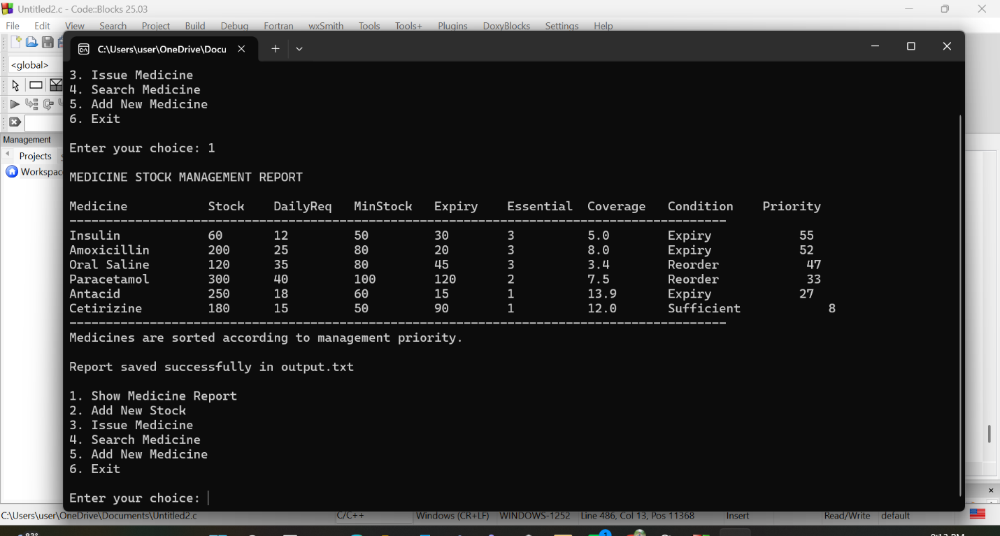 Untitled2.c - Code::Blocks 25.03
File Edit View Search Project Build Debug Fortran wxSmith Tools Tools+ Plugins DoxyBlocks Settings Help
C:\Users\user\OneDrive\Docu
<global>
3. Issue Medicine
4. Search Medicine
5. Add New Medicine
6. Exit
Management
Projects
Workspac
Enter your choice: 1
MEDICINE STOCK MANAGEMENT REPORT
Medicine Stock DailyReq MinStock Expiry Essential Coverage Condition Priority
------------------------------------------------------------------------------------------
Insulin 60 12 50 30 3 5.0 Expiry 55
Amoxicillin 200 25 80 20 3 8.0 Expiry 52
Oral Saline 120 35 80 45 3 3.4 Reorder 47
Paracetamol 300 40 100 120 2 7.5 Reorder 33
Antacid 250 18 60 15 1 13.9 Expiry 27
Cetirizine 180 15 50 90 1 12.0 Sufficient 8
------------------------------------------------------------------------------------------
Medicines are sorted according to management priority.
Report saved successfully in output.txt
1. Show Medicine Report
2. Add New Stock
3. Issue Medicine
4. Search Medicine
5. Add New Medicine
6. Exit
Enter your choice:
C:\Users\user\OneDrive\Documents\Untitled2.c C/C++ Windows (CR+LF) WINDOWS-1252 Line 486, Col 13, Pos 11368 Insert Read/Write default